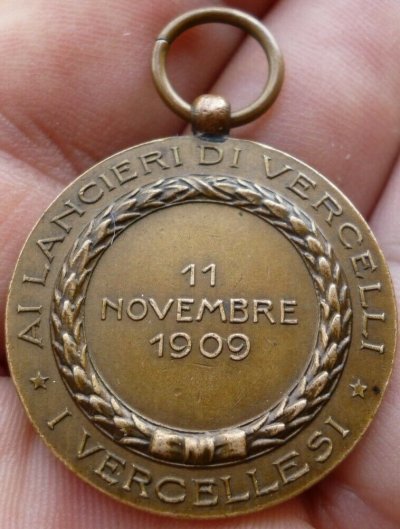 AI LANCIERI DI VERCELLI
11
NOVEMBRE
1909
I VERCELLESI